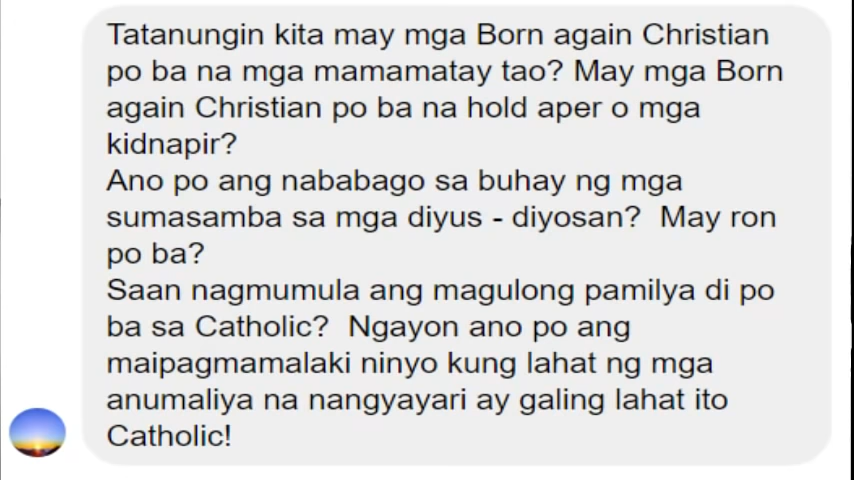 Tatanungin kita may mga Born again Christian
po ba na mga mamamatay tao? May mga Born
again Christian po ba na hold aper o mga
kidnapir?
Ano po ang nababago sa buhay ng mga
sumasamba sa mga diyus - diyosan? May ron
po ba?
Saan nagmumula ang magulong pamilya di po
ba sa Catholic? Ngayon ano po ang
maipagmamalaki ninyo kung lahat ng mga
anumaliya na nangyayari ay galing lahat ito
Catholic!